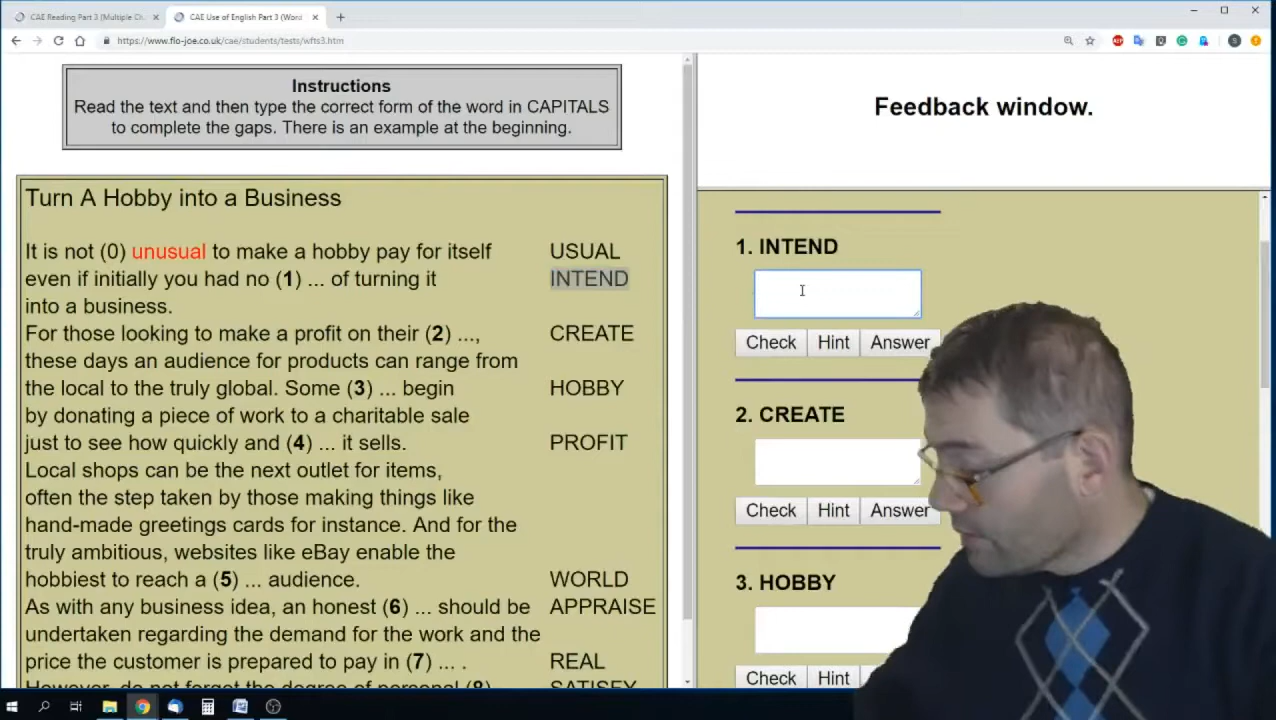 CAE Reading Part 3 (Multiple Ch
CAE Use of English Part 3 (Wor
https://www.flo-joe.co.uk/cae/students/tests/wfts3.htm
Instructions
Read the text and then type the correct form of the word in CAPITALS
to complete the gaps. There is an example at the beginning.
Turn A Hobby into a Business
It is not (0) unusual to make a hobby pay for itself USUAL
even if initially you had no (1) ... of turning it INTEND
into a business.
For those looking to make a profit on their (2) ..., CREATE
these days an audience for products can range from
the local to the truly global. Some (3) ... begin HOBBY
by donating a piece of work to a charitable sale
just to see how quickly and (4) ... it sells. PROFIT
Local shops can be the next outlet for items,
often the step taken by those making things like
hand-made greetings cards for instance. And for the
truly ambitious, websites like eBay enable the
hobbiest to reach a (5) ... audience. WORLD
As with any business idea, an honest (6) ... should be APPRAISE
undertaken regarding the demand for the work and the
price the customer is prepared to pay in (7) ... . REAL
However, do not forget the degree of personal (8) SATISFY
Feedback window.
1. INTEND
Check Hint Answer
2. CREATE
Check Hint Answer
3. HOBBY
Check Hint